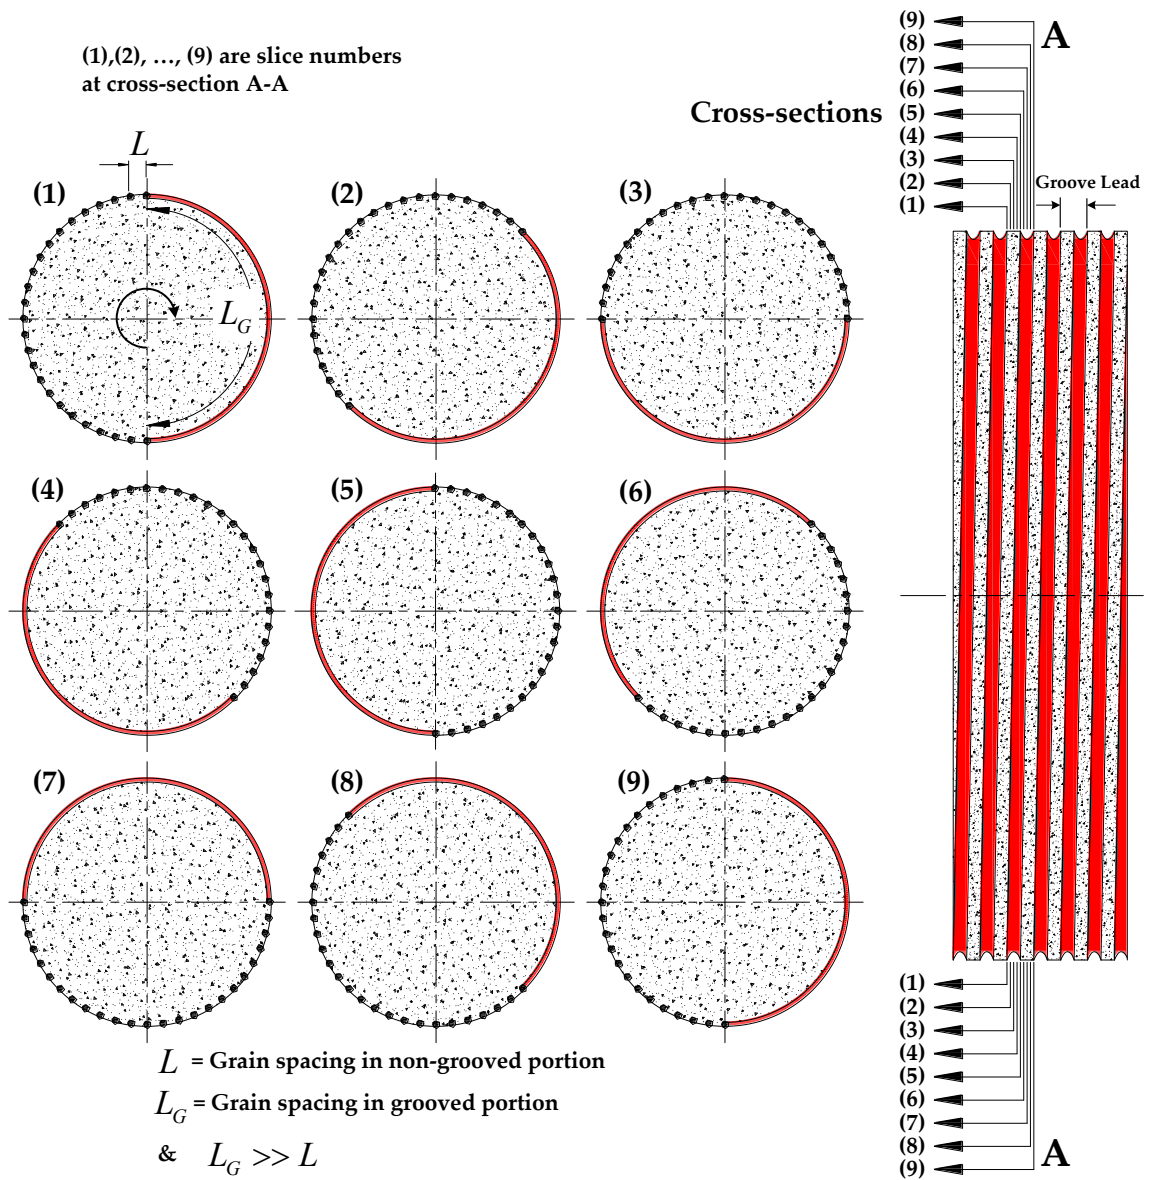 (1),(2), …, (9) are slice numbers
at cross-section A-A
L
(1)
(2)
(3)
L_G
(4)
(5)
(6)
(7)
(8)
(9)
L = Grain spacing in non-grooved portion
L_G = Grain spacing in grooved portion
& L_G >> L
Cross-sections
(9)
(8)
(7)
(6)
(5)
(4)
(3)
(2)
(1)
A
Groove Lead
(1)
(2)
(3)
(4)
(5)
(6)
(7)
(8)
(9)
A